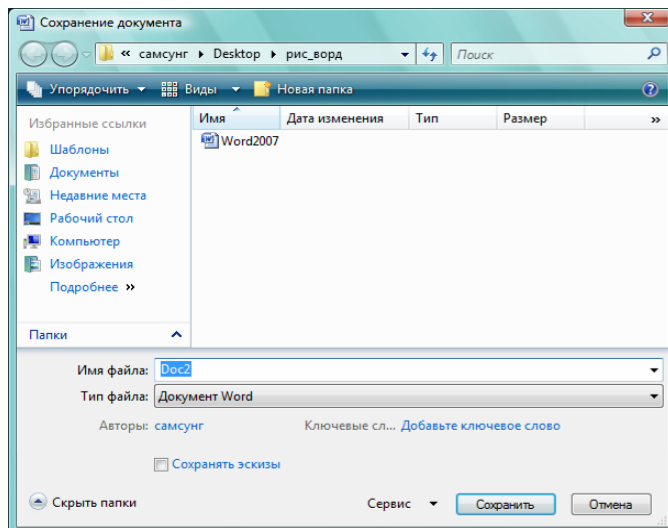 Сохранение документа
« самсунг ▸ Desktop ▸ рис_ворд Поиск
Упорядочить Виды Новая папка
Избранные ссылки
Шаблоны
Документы
Недавние места
Рабочий стол
Компьютер
Изображения
Подробнее »
Папки
Имя Дата изменения Тип Размер »
Word2007
Имя файла: Doc2
Тип файла: Документ Word
Авторы: самсунг Ключевые сл... Добавьте ключевое слово
Сохранять эскизы
Скрыть папки Сервис Сохранить Отмена